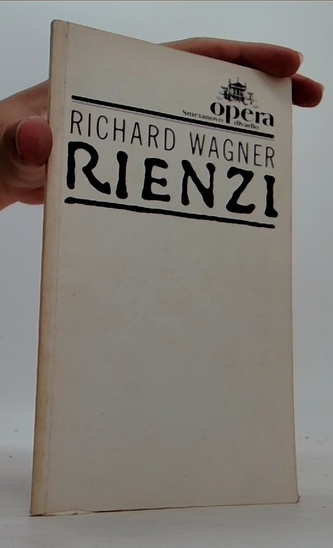 opera
Smetanovo divadlo
RICHARD WAGNER
RIENZI